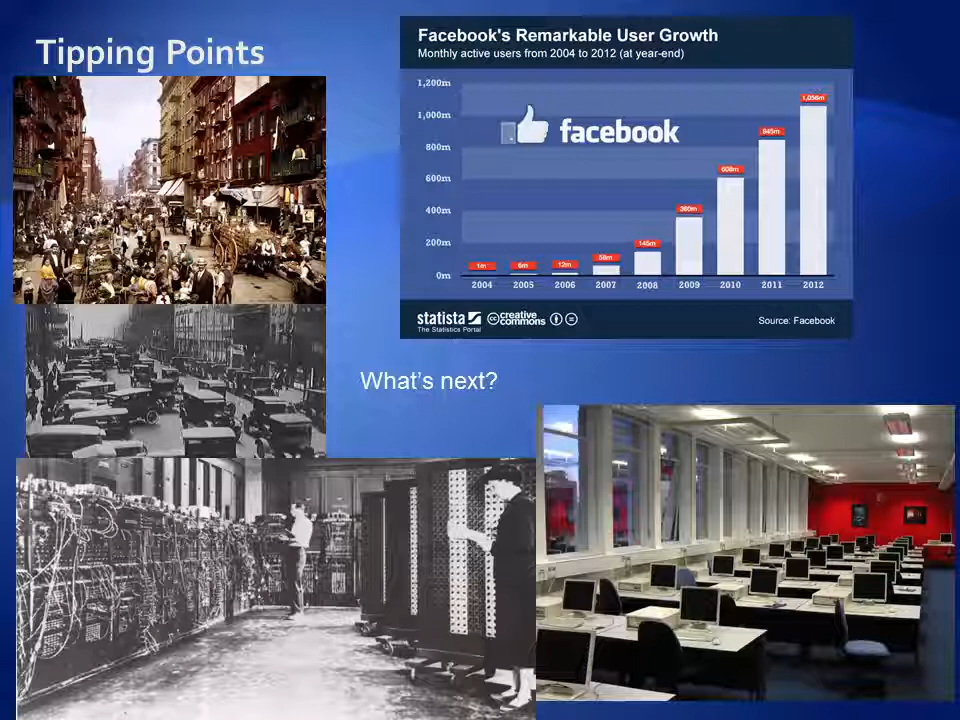 Tipping Points
Facebook's Remarkable User Growth
Monthly active users from 2004 to 2012 (at year-end)
1,200m
1,000m
800m
600m
400m
200m
0m
facebook
1m
6m
12m
58m
145m
360m
608m
845m
1,056m
2004 2005 2006 2007 2008 2009 2010 2011 2012
statista
The Statistics Portal
cc creative commons
Source: Facebook
What's next?